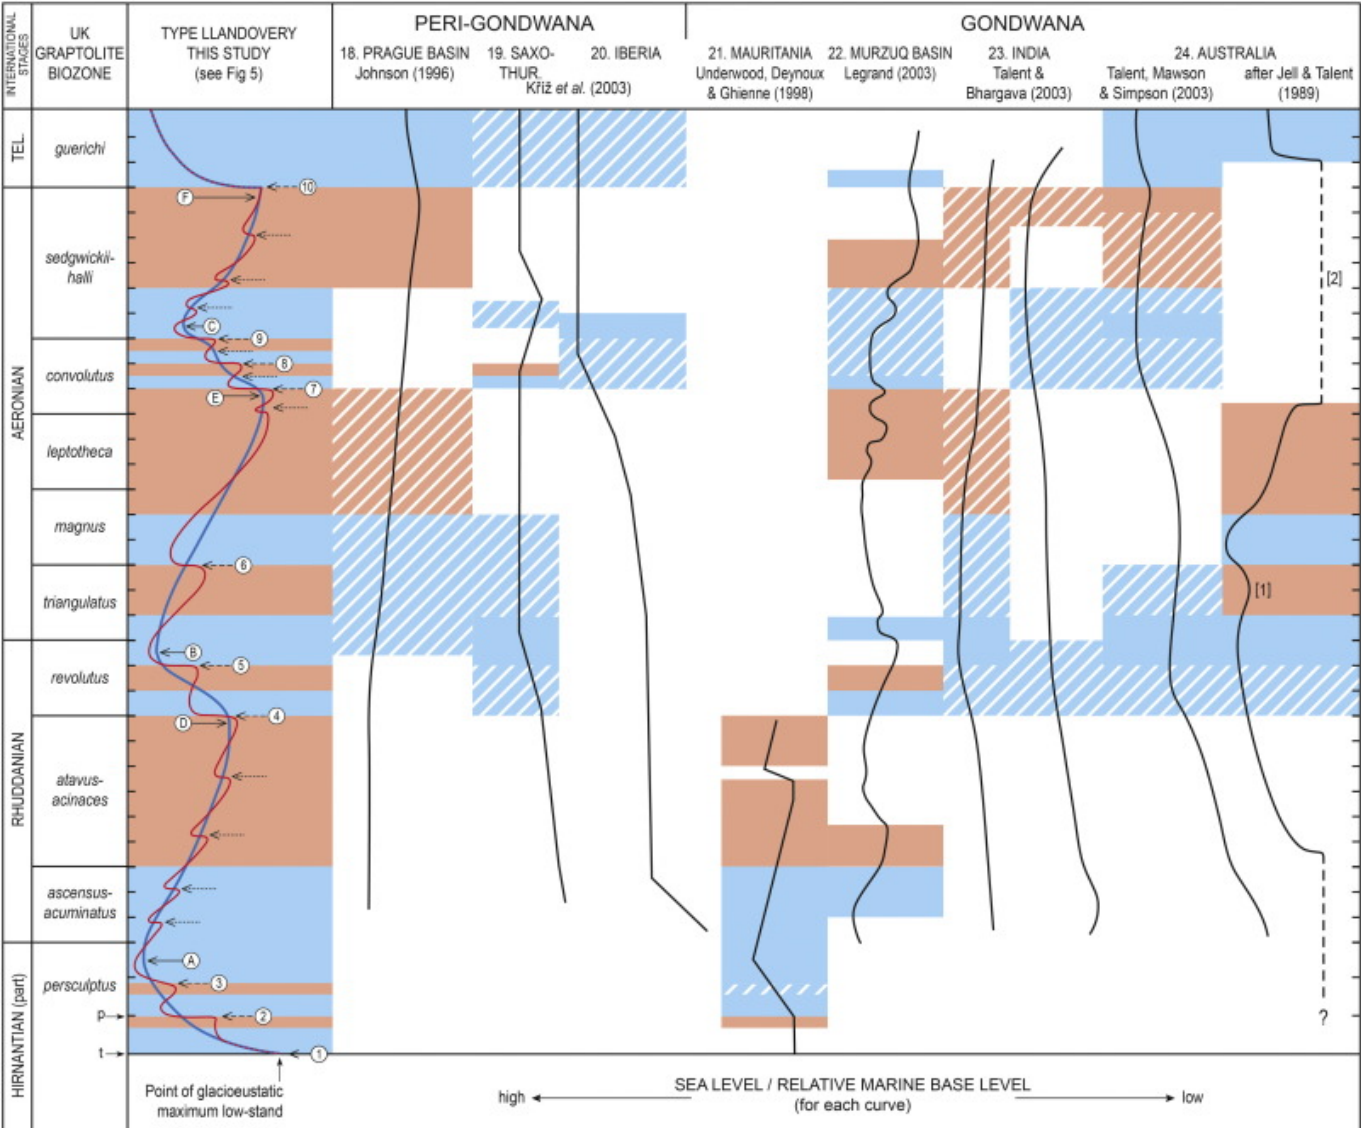 INTERNATIONAL
STAGES
UK
GRAPTOLITE
BIOZONE
TYPE LLANDOVERY
THIS STUDY
(see Fig 5)
PERI-GONDWANA
18. PRAGUE BASIN
Johnson (1996)
19. SAXO-
THUR.
20. IBERIA
Kříž et al. (2003)
GONDWANA
21. MAURITANIA
Underwood, Deynoux
& Ghienne (1998)
22. MURZUQ BASIN
Legrand (2003)
23. INDIA
Talent &
Bhargava (2003)
24. AUSTRALIA
Talent, Mawson
& Simpson (2003)
after Jell & Talent
(1989)
TEL.
guerichi
10
F
AERONIAN
sedgwickii-
halli
[2]
C
9
8
convolutus
7
E
leptotheca
magnus
6
triangulatus
[1]
B
5
RHUDDANIAN
revolutus
4
D
atavus-
acinaces
ascensus-
acuminatus
HIRNANTIAN (part)
A
persculptus
3
p
2
?
t
1
Point of glacioeustatic
maximum low-stand
high
SEA LEVEL / RELATIVE MARINE BASE LEVEL
(for each curve)
low